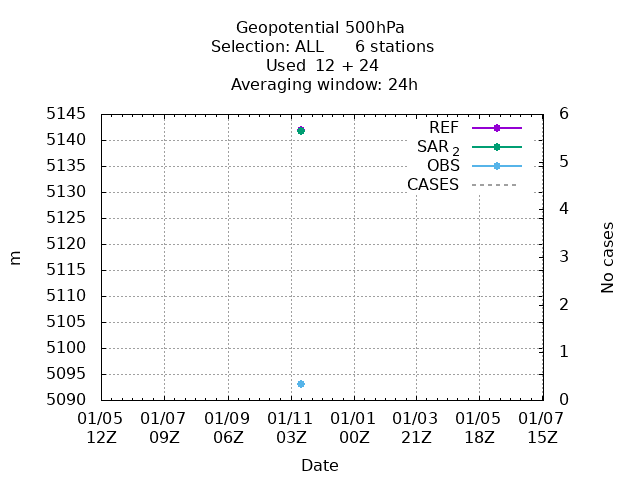 Geopotential 500hPa
Selection: ALL 6 stations
Used 12 + 24
Averaging window: 24h
5145
5140
5135
5130
5125
5120
5115
5110
5105
5100
5095
5090
m
6
5
4
3
2
1
0
No cases
REF
SAR 2
OBS
CASES
01/05 01/07 01/09 01/11 01/01 01/03 01/05 01/07
12Z 09Z 06Z 03Z 00Z 21Z 18Z 15Z
Date